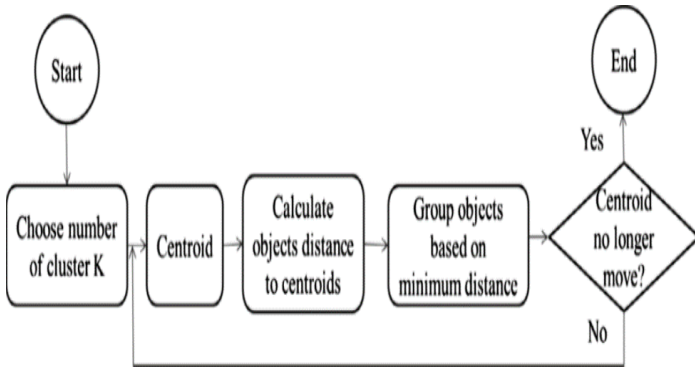 Start
End
Yes
Choose number
of cluster K
Centroid
Calculate
objects distance
to centroids
Group objects
based on
minimum distance
Centroid
no longer
move?
No